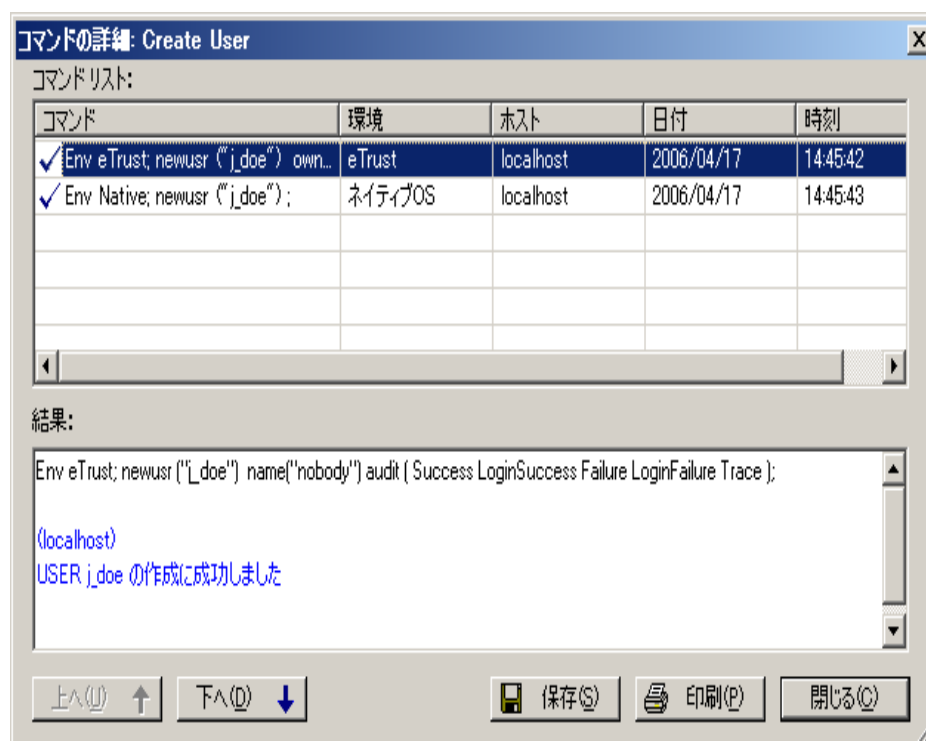 コマンドの詳細: Create User
コマンド リスト:
コマンド 環境 ホスト 日付 時刻
Env eTrust; newusr ("j_doe") own... eTrust localhost 2006/04/17 14:45:42
Env Native; newusr ("j_doe") ; ネイティブOS localhost 2006/04/17 14:45:43
結果:
Env eTrust; newusr ("j_doe") name("nobody") audit ( Success LoginSuccess Failure LoginFailure Trace );
(localhost)
USER j_doe の作成に成功しました
上へ(U) 下へ(D) 保存(S) 印刷(P) 閉じる(C)